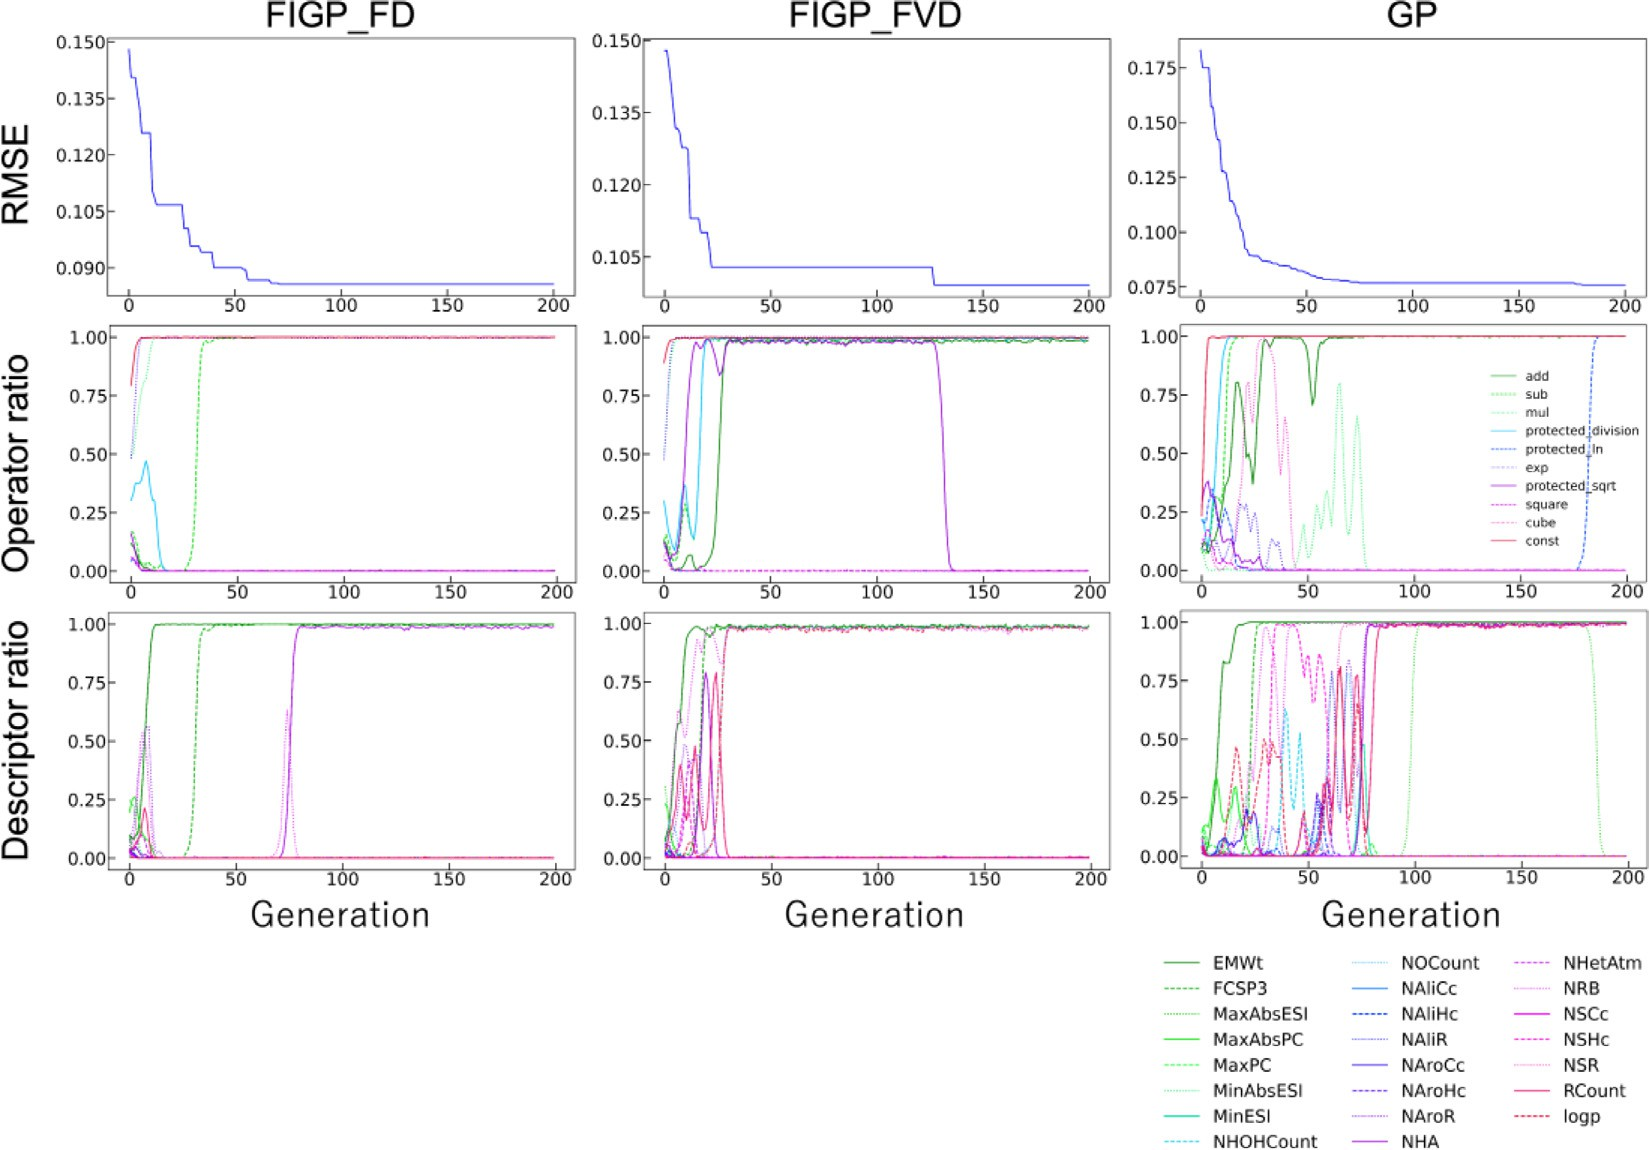 FIGP_FD FIGP_FVD GP
RMSE
0.150 0.135 0.120 0.105 0.090
0 50 100 150 200
0.150 0.135 0.120 0.105
0 50 100 150 200
0.175 0.150 0.125 0.100 0.075
0 50 100 150 200
Operator ratio
1.00 0.75 0.50 0.25 0.00
0 50 100 150 200
1.00 0.75 0.50 0.25 0.00
0 50 100 150 200
1.00 0.75 0.50 0.25 0.00
0 50 100 150 200
add
sub
mul
protected_division
protected_ln
exp
protected_sqrt
square
cube
const
Descriptor ratio
1.00 0.75 0.50 0.25 0.00
0 50 100 150 200
1.00 0.75 0.50 0.25 0.00
0 50 100 150 200
1.00 0.75 0.50 0.25 0.00
0 50 100 150 200
Generation Generation Generation
EMWt NOCount NHetAtm
FCSP3 NAliCc NRB
MaxAbsESI NAliHc NSCc
MaxAbsPC NAliR NSHc
MaxPC NAroCc NSR
MinAbsESI NAroHc RCount
MinESI NAroR logp
NHOHCount NHA